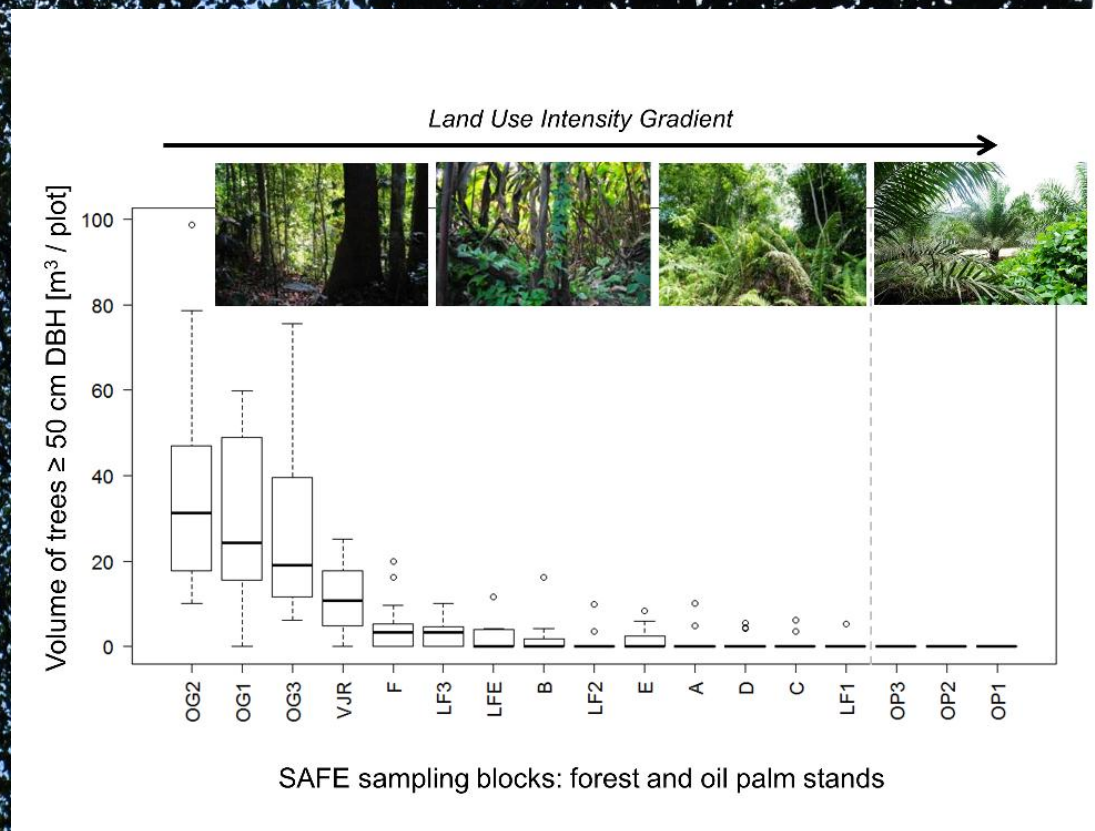 Land Use Intensity Gradient
Volume of trees ≥ 50 cm DBH [m³ / plot]
100
80
60
40
20
0
OG2 OG1 OG3 VJR F LF3 LFE B LF2 E A D C LF1 OP3 OP2 OP1
SAFE sampling blocks: forest and oil palm stands